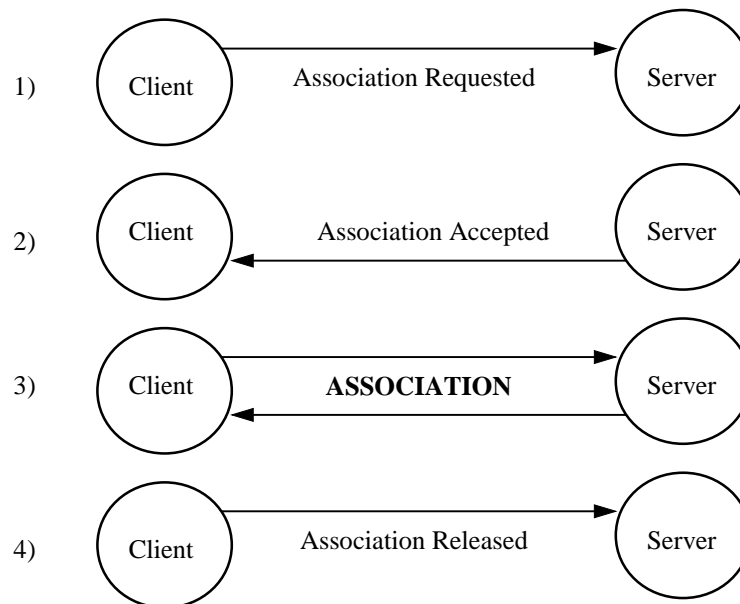 1) Client Association Requested Server
2) Client Association Accepted Server
3) Client ASSOCIATION Server
4) Client Association Released Server